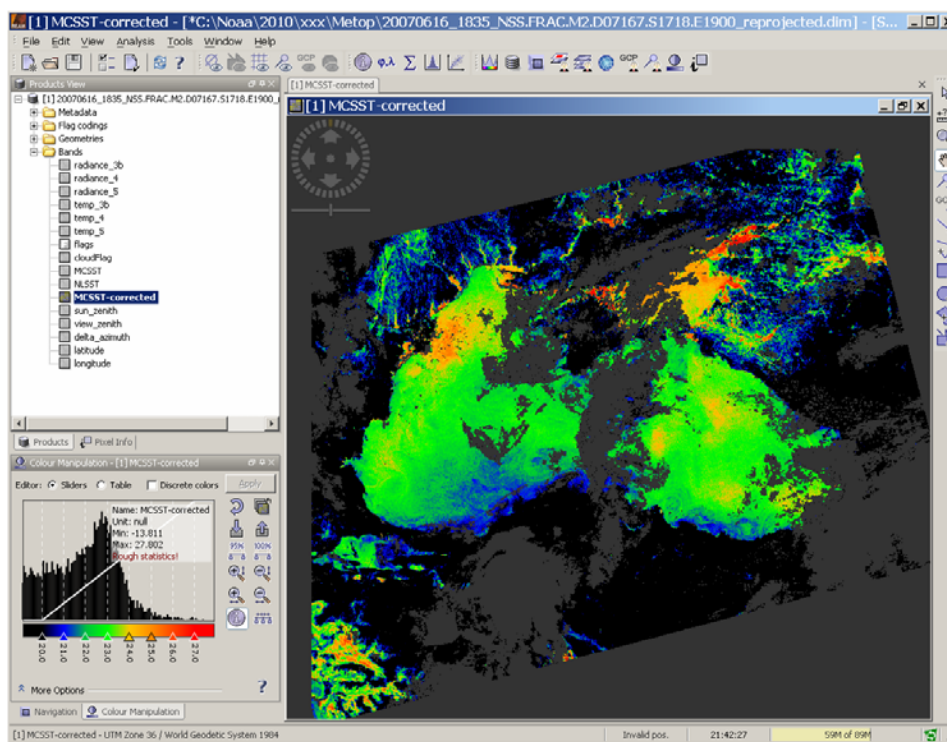 [1] MCSST-corrected - [*C:\Noaa\2010\xxx\Metop\20070616_1835_NSS.FRAC.M2.D07167.S1718.E1900_reprojected.dim] - [S...
File Edit View Analysis Tools Window Help
GCP φ,λ Σ GCP
Products View
[1] MCSST-corrected
[1] 20070616_1835_NSS.FRAC.M2.D07167.S1718.E1900_
[1] MCSST-corrected
Metadata
Flag codings
Geometries
Bands
radiance_3b
radiance_4
radiance_5
temp_3b
temp_4
temp_5
flags
cloudFlag
MCSST
NLSST
MCSST-corrected
sun_zenith
view_zenith
delta_azimuth
latitude
longitude
Products Pixel Info
Colour Manipulation - [1] MCSST-corrected
Editor: Sliders Table Discrete colors Apply
Name: MCSST-corrected
Unit: null
Min: -13.811
Max: 27.802
Rough statistics!
95% 100%
20.0 21.0 22.0 23.0 24.0 25.0 26.0 27.0
More Options
Navigation Colour Manipulation
[1] MCSST-corrected - UTM Zone 36 / World Geodetic System 1984 Invalid pos. 21:42:27 59M of 89M